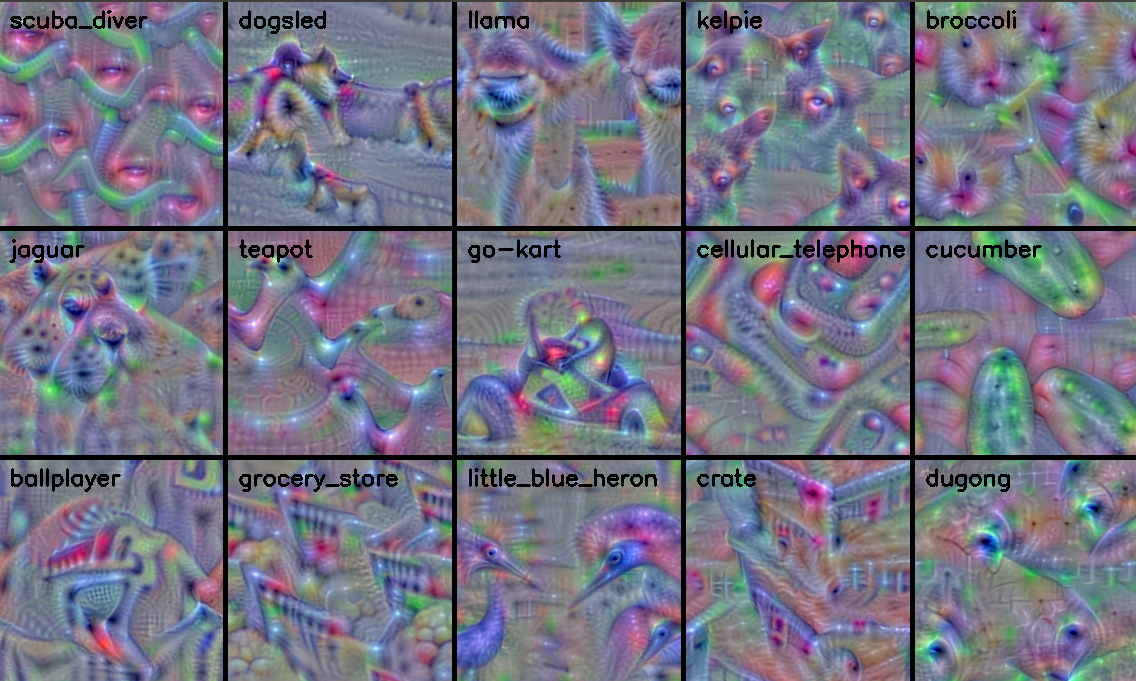 scuba_diver
dogsled
llama
kelpie
broccoli
jaguar
teapot
go-kart
cellular_telephone
cucumber
ballplayer
grocery_store
little_blue_heron
crate
dugong